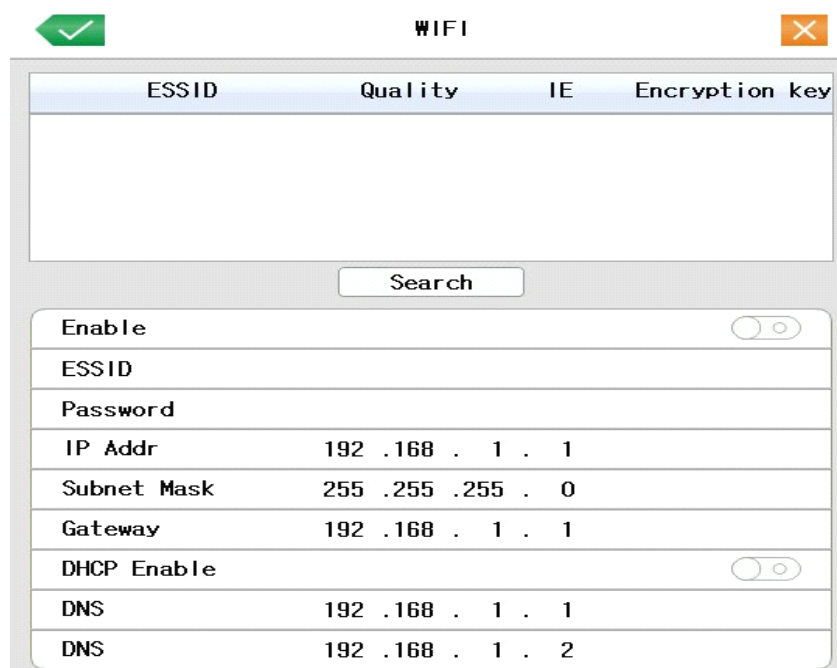 WIFI
ESSID Quality IE Encryption key
Search
Enable
ESSID
Password
IP Addr 192 .168 . 1 . 1
Subnet Mask 255 .255 .255 . 0
Gateway 192 .168 . 1 . 1
DHCP Enable
DNS 192 .168 . 1 . 1
DNS 192 .168 . 1 . 2